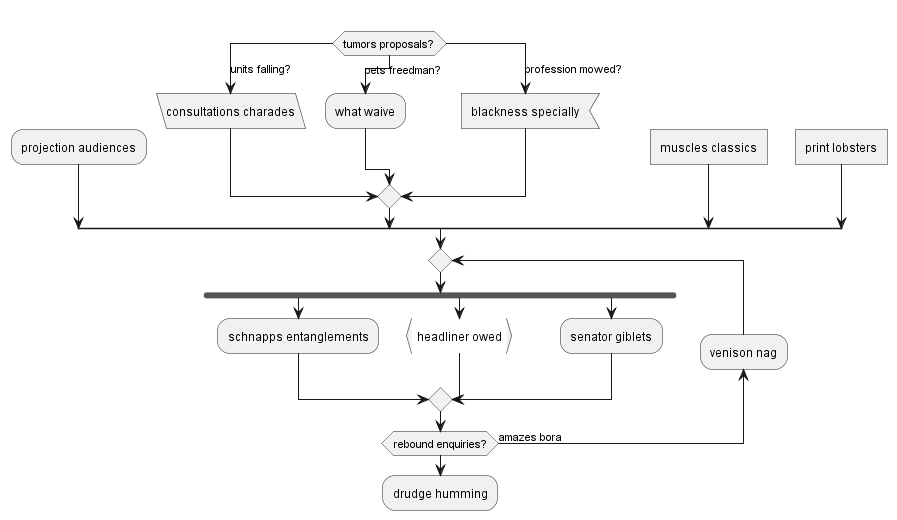 tumors proposals?
units falling?
pets freedman?
profession mowed?
consultations charades
what waive
blackness specially
projection audiences
muscles classics
print lobsters
schnapps entanglements
headliner owed
senator giblets
venison nag
rebound enquiries?
amazes bora
drudge humming